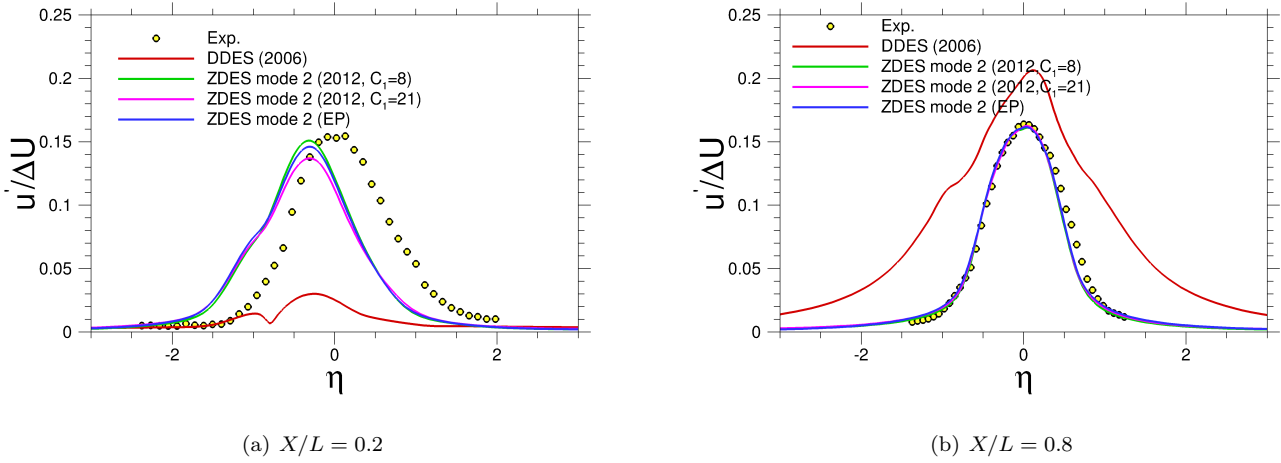 0.25
0.2
0.15
0.1
0.05
0
u'/ΔU
Exp.
DDES (2006)
ZDES mode 2 (2012, C₁=8)
ZDES mode 2 (2012, C₁=21)
ZDES mode 2 (EP)
-2
0
2
η
(a) X/L = 0.2
0.25
0.2
0.15
0.1
0.05
0
u'/ΔU
Exp.
DDES (2006)
ZDES mode 2 (2012,C₁=8)
ZDES mode 2 (2012,C₁=21)
ZDES mode 2 (EP)
-2
0
2
η
(b) X/L = 0.8